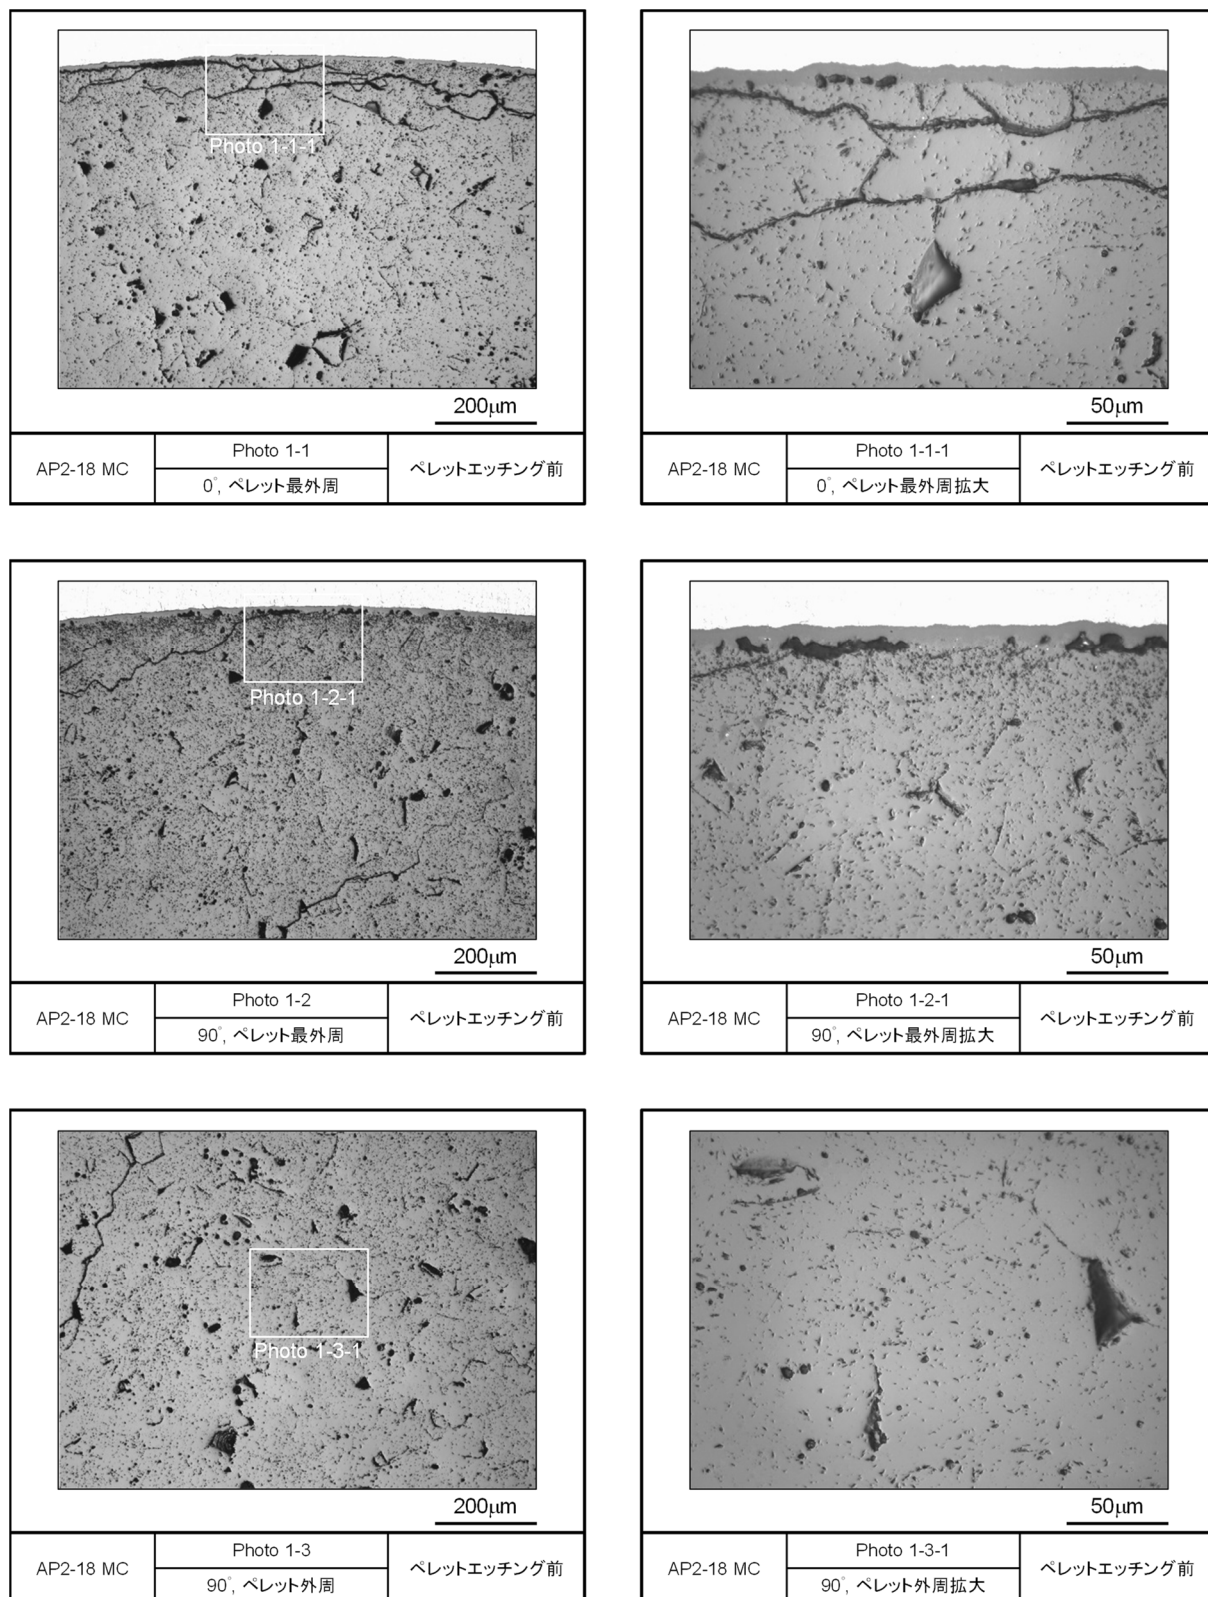 Photo 1-1-1
200μm
AP2-18 MC
Photo 1-1
0°, ペレット最外周
ペレットエッチング前
50μm
AP2-18 MC
Photo 1-1-1
0°, ペレット最外周拡大
ペレットエッチング前
Photo 1-2-1
200μm
AP2-18 MC
Photo 1-2
90°, ペレット最外周
ペレットエッチング前
50μm
AP2-18 MC
Photo 1-2-1
90°, ペレット最外周拡大
ペレットエッチング前
Photo 1-3-1
200μm
AP2-18 MC
Photo 1-3
90°, ペレット外周
ペレットエッチング前
50μm
AP2-18 MC
Photo 1-3-1
90°, ペレット外周拡大
ペレットエッチング前